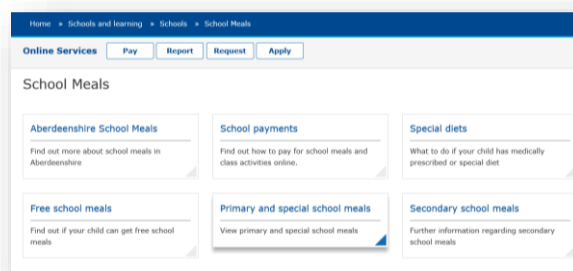 Home » Schools and learning » Schools » School Meals
Online Services Pay Report Request Apply
School Meals
Aberdeenshire School Meals
Find out more about school meals in
Aberdeenshire
School payments
Find out how to pay for school meals and
class activities online.
Special diets
What to do if your child has medically
prescribed or special diet
Free school meals
Find out if your child can get free school
meals
Primary and special school meals
View primary and special school meals
Secondary school meals
Further information regarding secondary
school meals